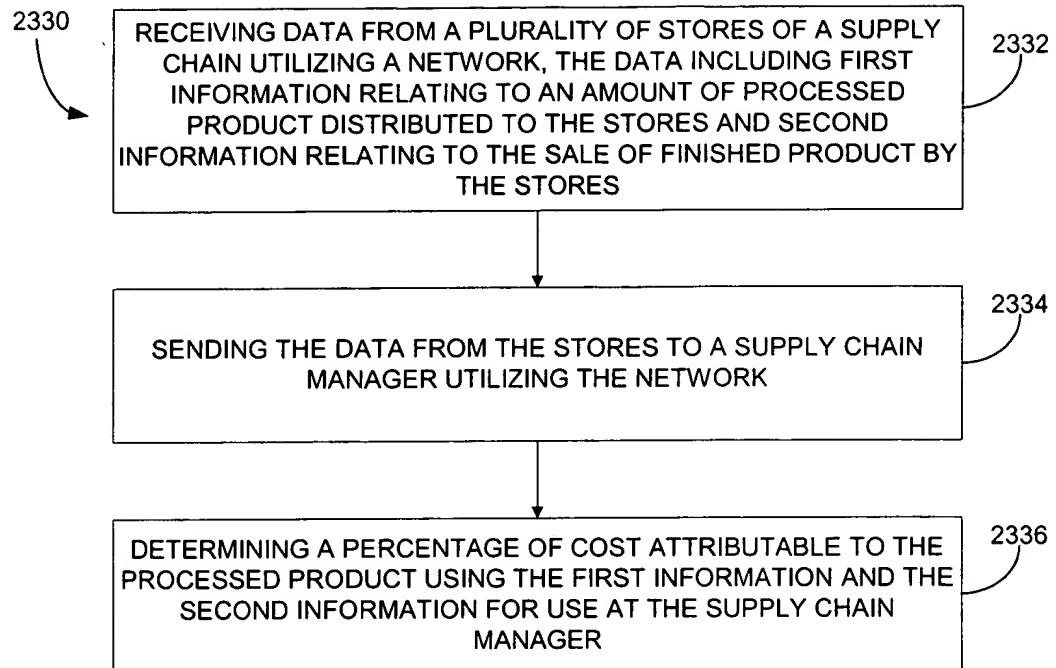 2330
RECEIVING DATA FROM A PLURALITY OF STORES OF A SUPPLY
CHAIN UTILIZING A NETWORK, THE DATA INCLUDING FIRST
INFORMATION RELATING TO AN AMOUNT OF PROCESSED
PRODUCT DISTRIBUTED TO THE STORES AND SECOND
INFORMATION RELATING TO THE SALE OF FINISHED PRODUCT BY
THE STORES
2332
SENDING THE DATA FROM THE STORES TO A SUPPLY CHAIN
MANAGER UTILIZING THE NETWORK
2334
DETERMINING A PERCENTAGE OF COST ATTRIBUTABLE TO THE
PROCESSED PRODUCT USING THE FIRST INFORMATION AND THE
SECOND INFORMATION FOR USE AT THE SUPPLY CHAIN
MANAGER
2336